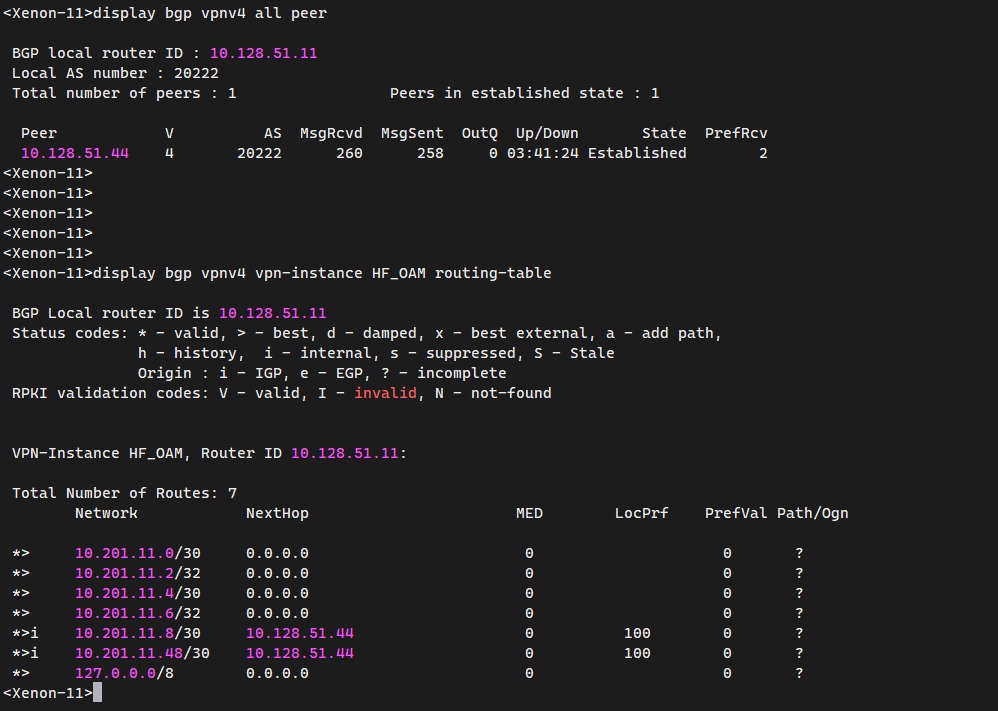 <Xenon-11>display bgp vpnv4 all peer
BGP local router ID : 10.128.51.11
Local AS number : 20222
Total number of peers : 1                 Peers in established state : 1
Peer            V          AS  MsgRcvd  MsgSent  OutQ  Up/Down       State  PrefRcv
10.128.51.44    4       20222      260      258     0 03:41:24 Established        2
<Xenon-11>
<Xenon-11>
<Xenon-11>
<Xenon-11>
<Xenon-11>
<Xenon-11>display bgp vpnv4 vpn-instance HF_OAM routing-table
BGP Local router ID is 10.128.51.11
Status codes: * - valid, > - best, d - damped, x - best external, a - add path,
h - history,  i - internal, s - suppressed, S - Stale
Origin : i - IGP, e - EGP, ? - incomplete
RPKI validation codes: V - valid, I - invalid, N - not-found
VPN-Instance HF_OAM, Router ID 10.128.51.11:
Total Number of Routes: 7
Network            NextHop                       MED        LocPrf    PrefVal Path/Ogn
*>     10.201.11.0/30     0.0.0.0                        0                     0       ?
*>     10.201.11.2/32     0.0.0.0                        0                     0       ?
*>     10.201.11.4/30     0.0.0.0                        0                     0       ?
*>     10.201.11.6/32     0.0.0.0                        0                     0       ?
*>i    10.201.11.8/30     10.128.51.44                   0          100        0       ?
*>i    10.201.11.48/30    10.128.51.44                   0          100        0       ?
*>     127.0.0.0/8        0.0.0.0                        0                     0       ?
<Xenon-11>